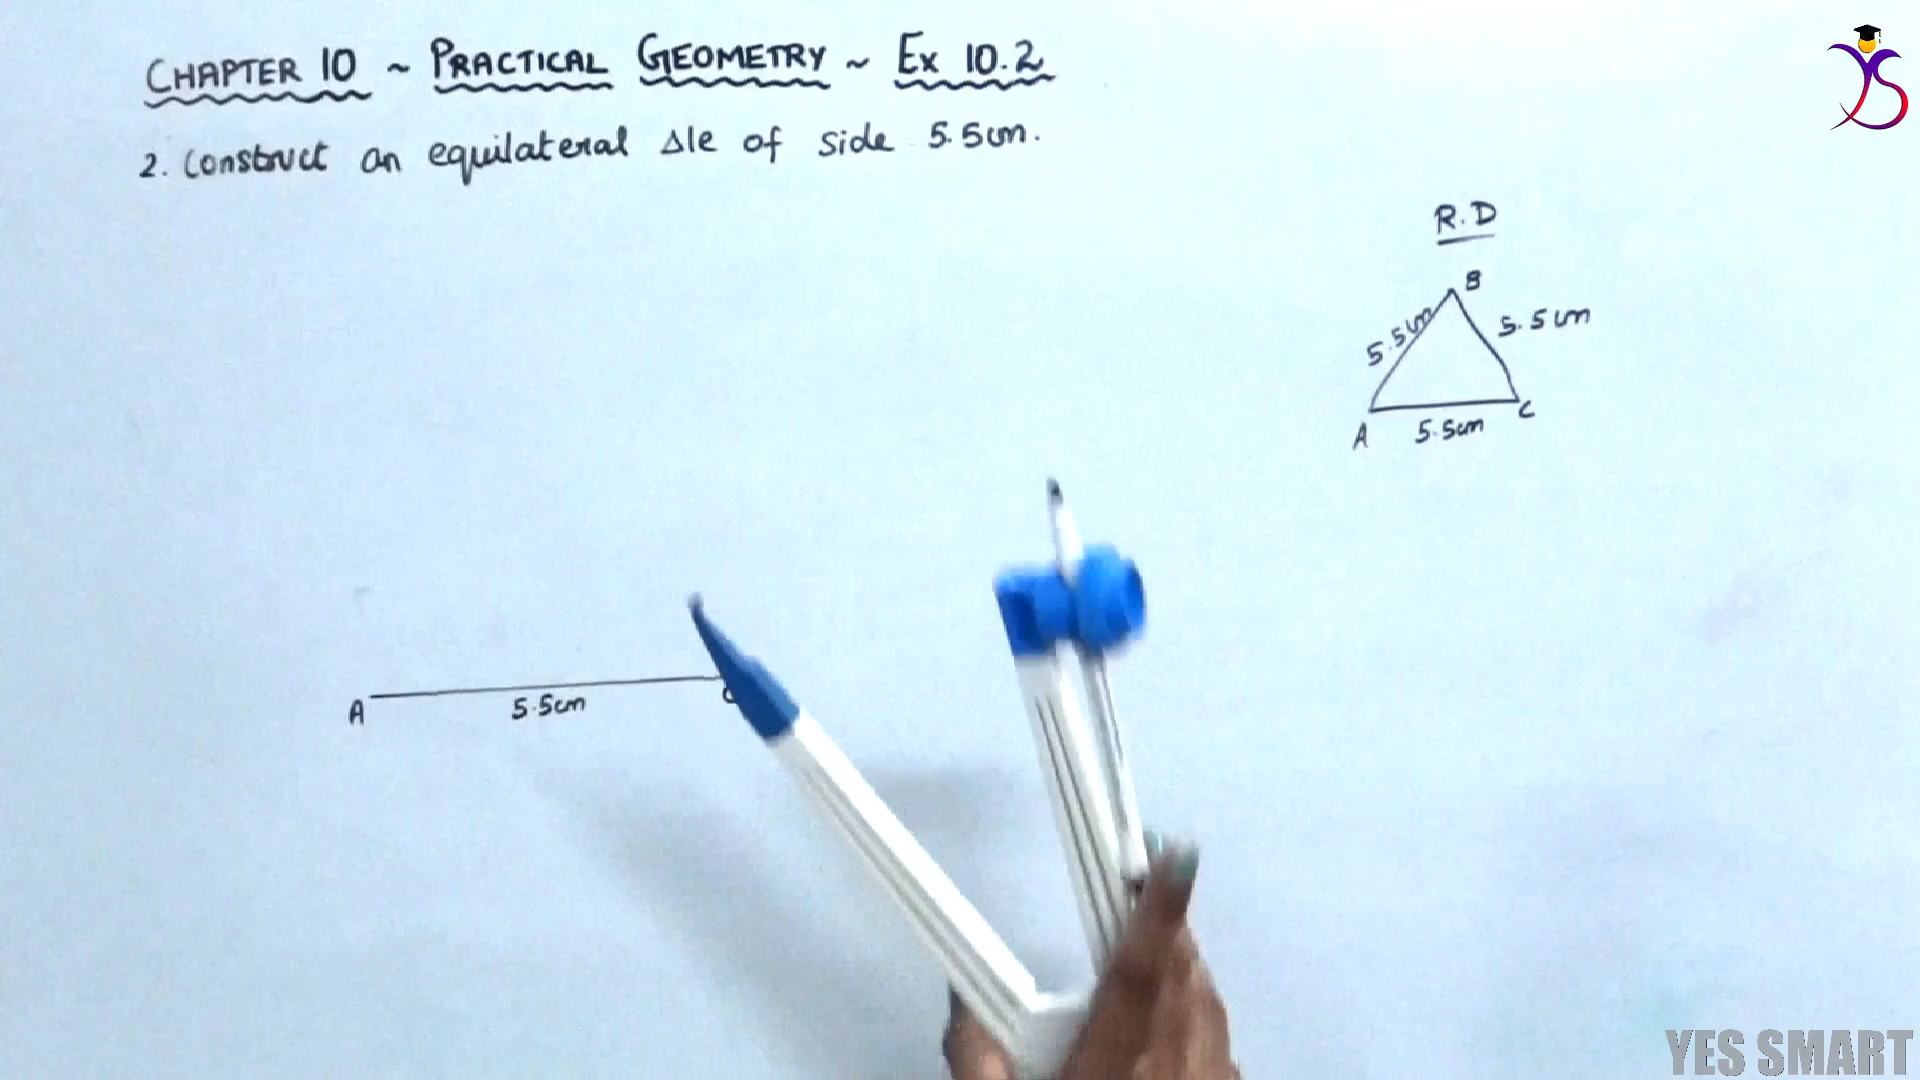 CHAPTER 10 ~ PRACTICAL GEOMETRY ~ Ex 10.2
2. Construct an equilateral Δle of side 5.5cm.
R.D
B
5.5cm
5.5cm
A
5.5cm
C
A
5.5cm
YS
YES SMART